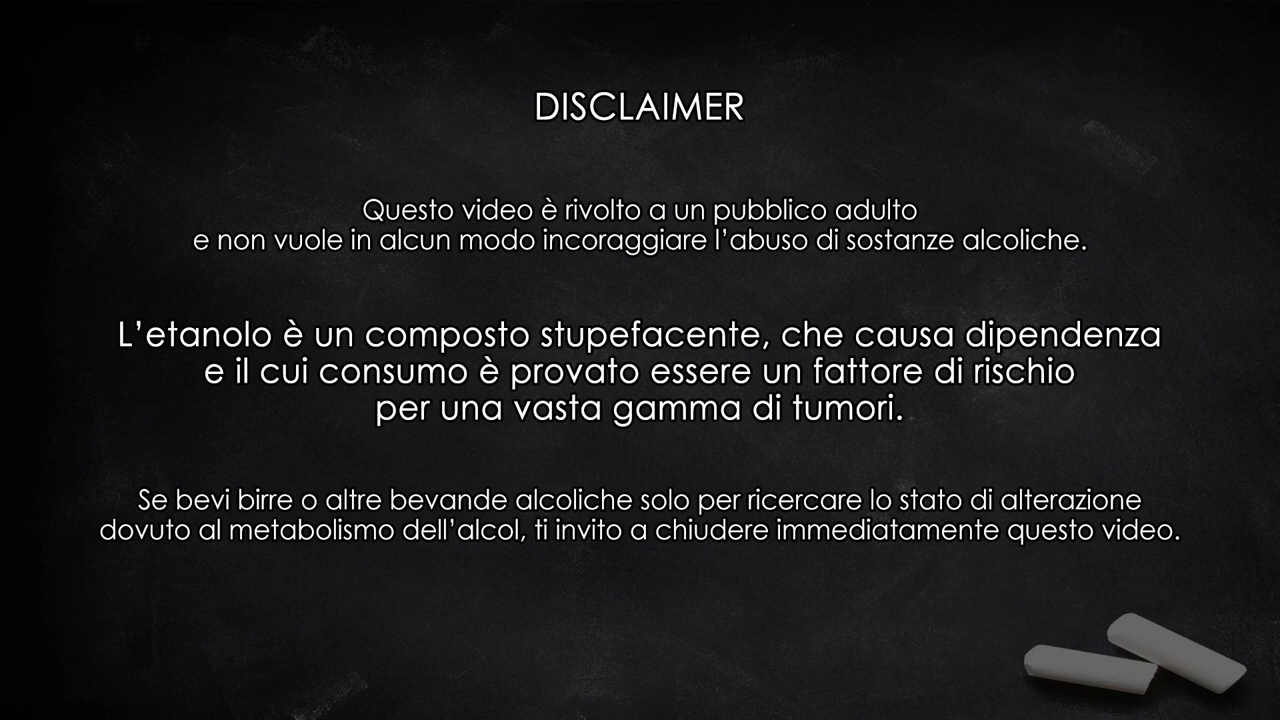 DISCLAIMER
Questo video è rivolto a un pubblico adulto
e non vuole in alcun modo incoraggiare l’abuso di sostanze alcoliche.
L’etanolo è un composto stupefacente, che causa dipendenza
e il cui consumo è provato essere un fattore di rischio
per una vasta gamma di tumori.
Se bevi birre o altre bevande alcoliche solo per ricercare lo stato di alterazione
dovuto al metabolismo dell’alcol, ti invito a chiudere immediatamente questo video.